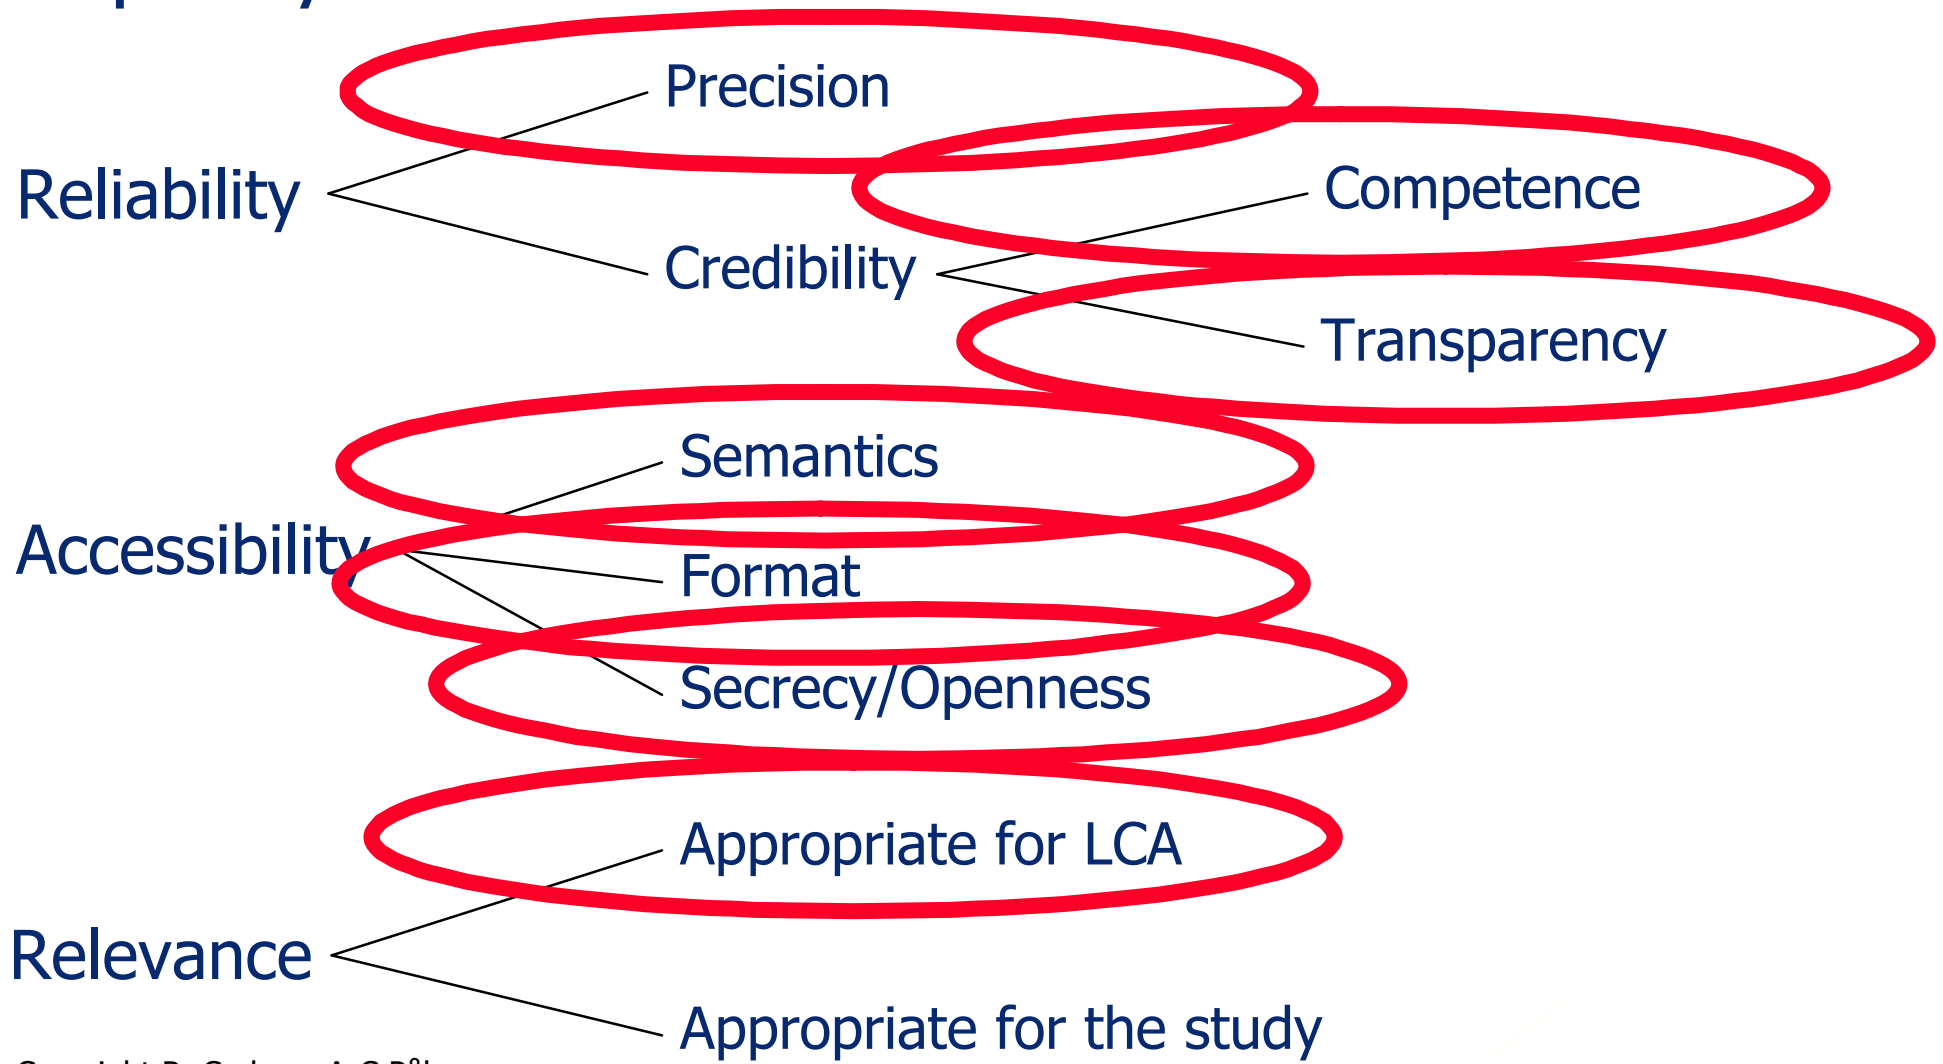 Precision
Reliability
Competence
Credibility
Transparency
Semantics
Accessibility
Format
Secrecy/Openness
Appropriate for LCA
Relevance
Appropriate for the study